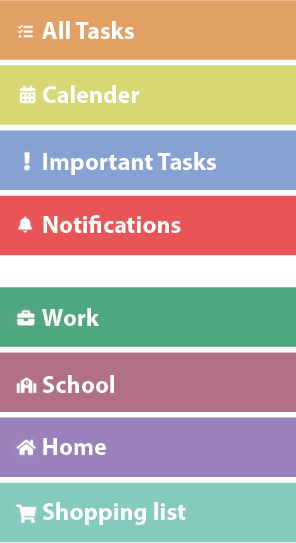 All Tasks
Calender
Important Tasks
Notifications
Work
School
Home
Shopping list